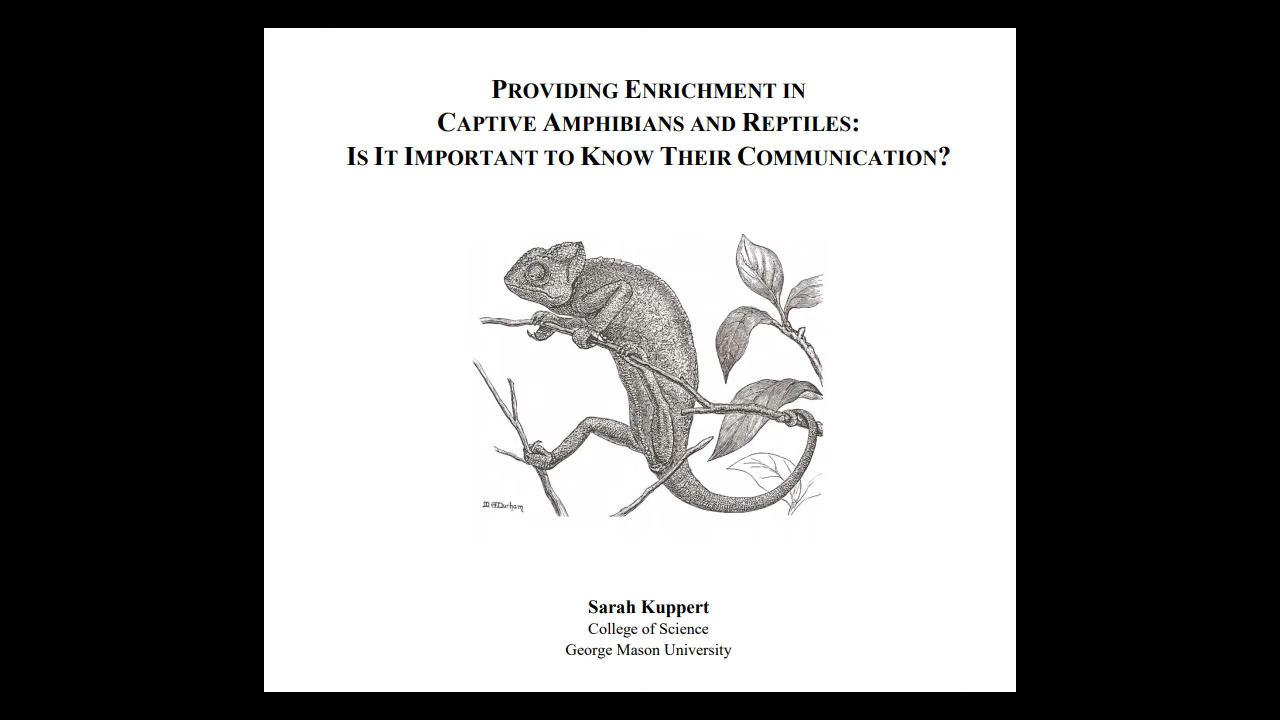 PROVIDING ENRICHMENT IN
CAPTIVE AMPHIBIANS AND REPTILES:
IS IT IMPORTANT TO KNOW THEIR COMMUNICATION?
M A Durham
Sarah Kuppert
College of Science
George Mason University